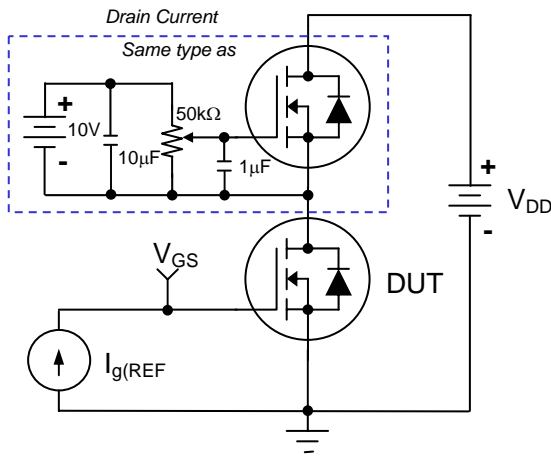 Drain Current
Same type as
+
10V
-
10µF
50kΩ
1µF
+
V_DD
-
V_GS
DUT
I_g(REF